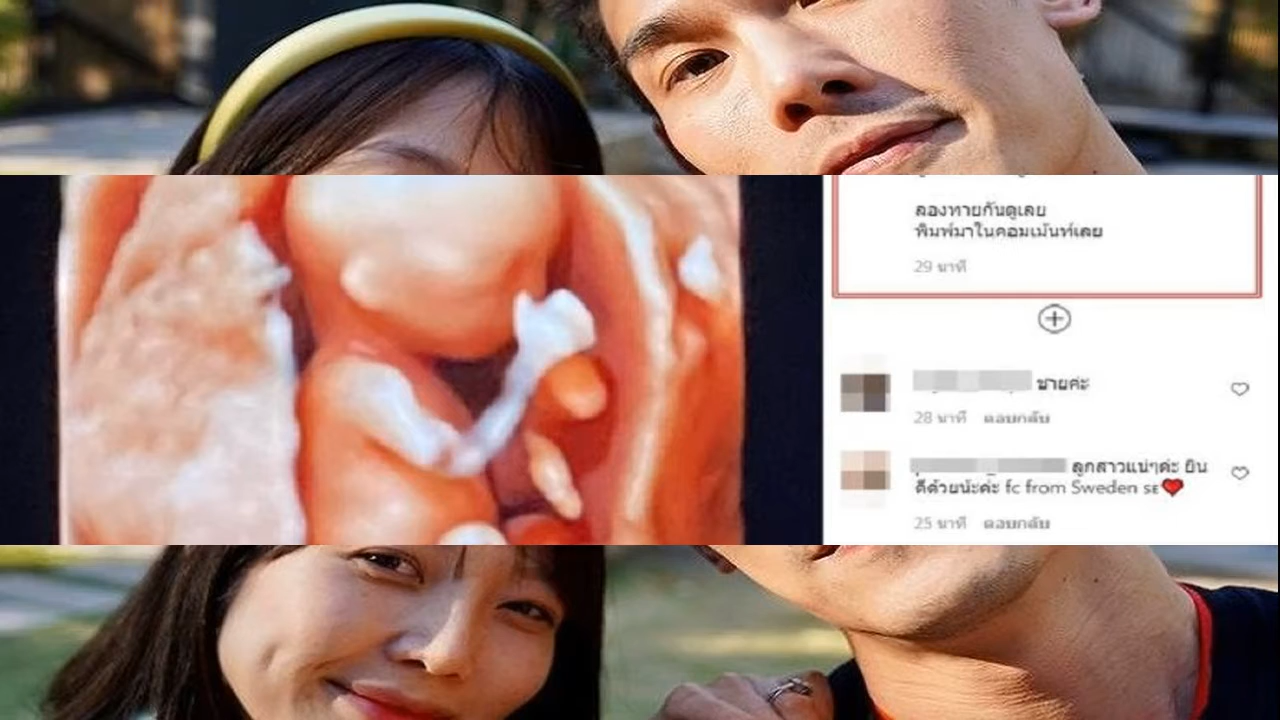 ลองทายกันดูเลย
พิมพ์มาในคอมเม้นท์เลย
29 นาที
ชายค่ะ
28 นาที ตอบกลับ
ลูกสาวแน่ๆค่ะ ยิน
ดีด้วยน้ะค่ะ fc from Sweden se❤️
25 นาที ตอบกลับ